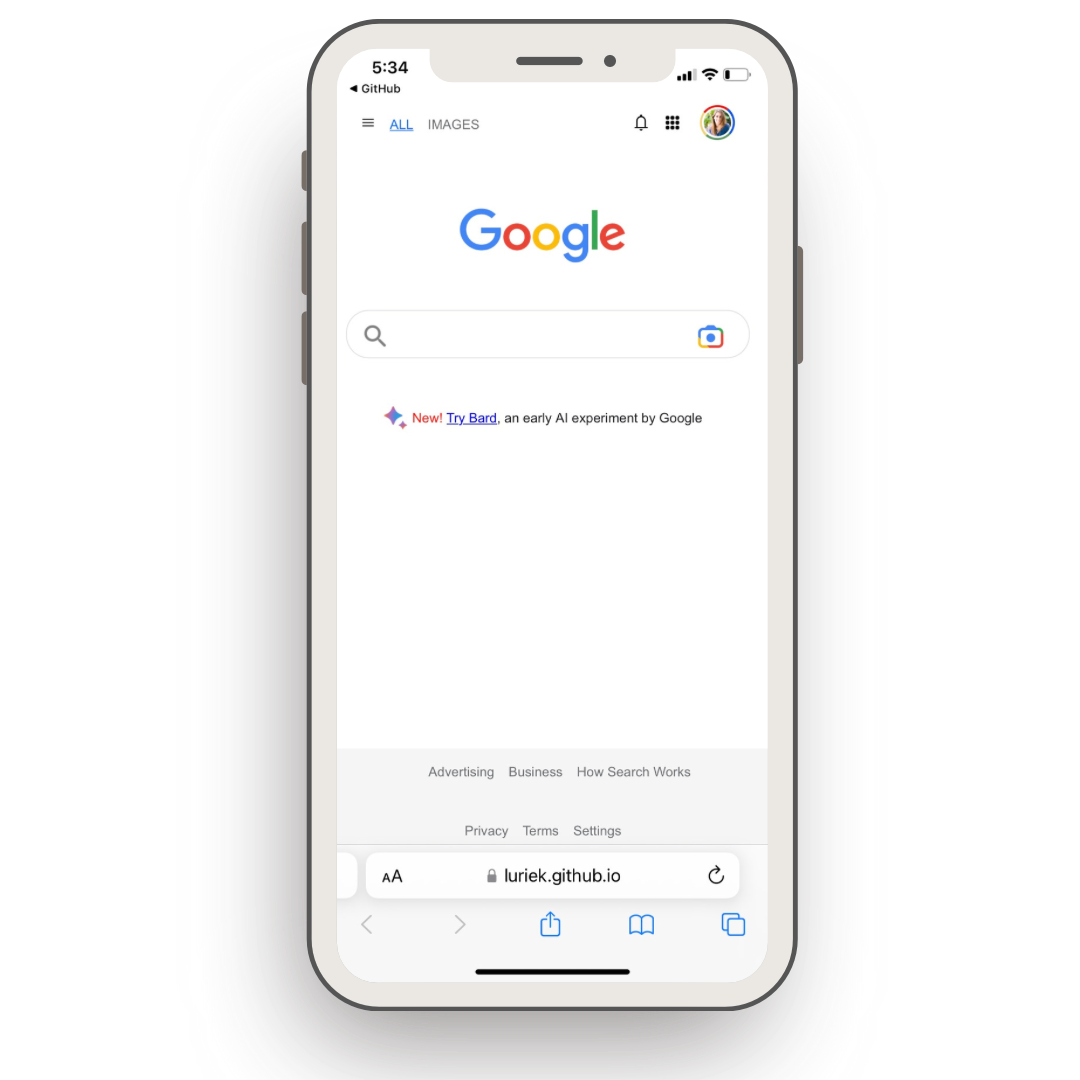 5:34
◀ GitHub
ALL IMAGES
Google
New! Try Bard, an early AI experiment by Google
Advertising Business How Search Works
Privacy Terms Settings
AA luriek.github.io